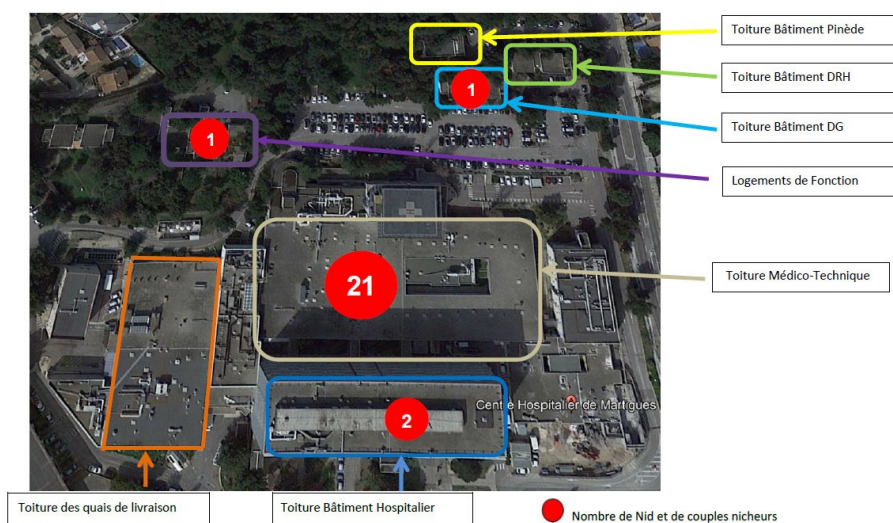 Toiture Bâtiment Pinède
Toiture Bâtiment DRH
1
Toiture Bâtiment DG
1
Logements de Fonction
Toiture Médico-Technique
21
Centre Hospitalier de Martigues
2
Toiture des quais de livraison
Toiture Bâtiment Hospitalier
Nombre de Nid et de couples nicheurs